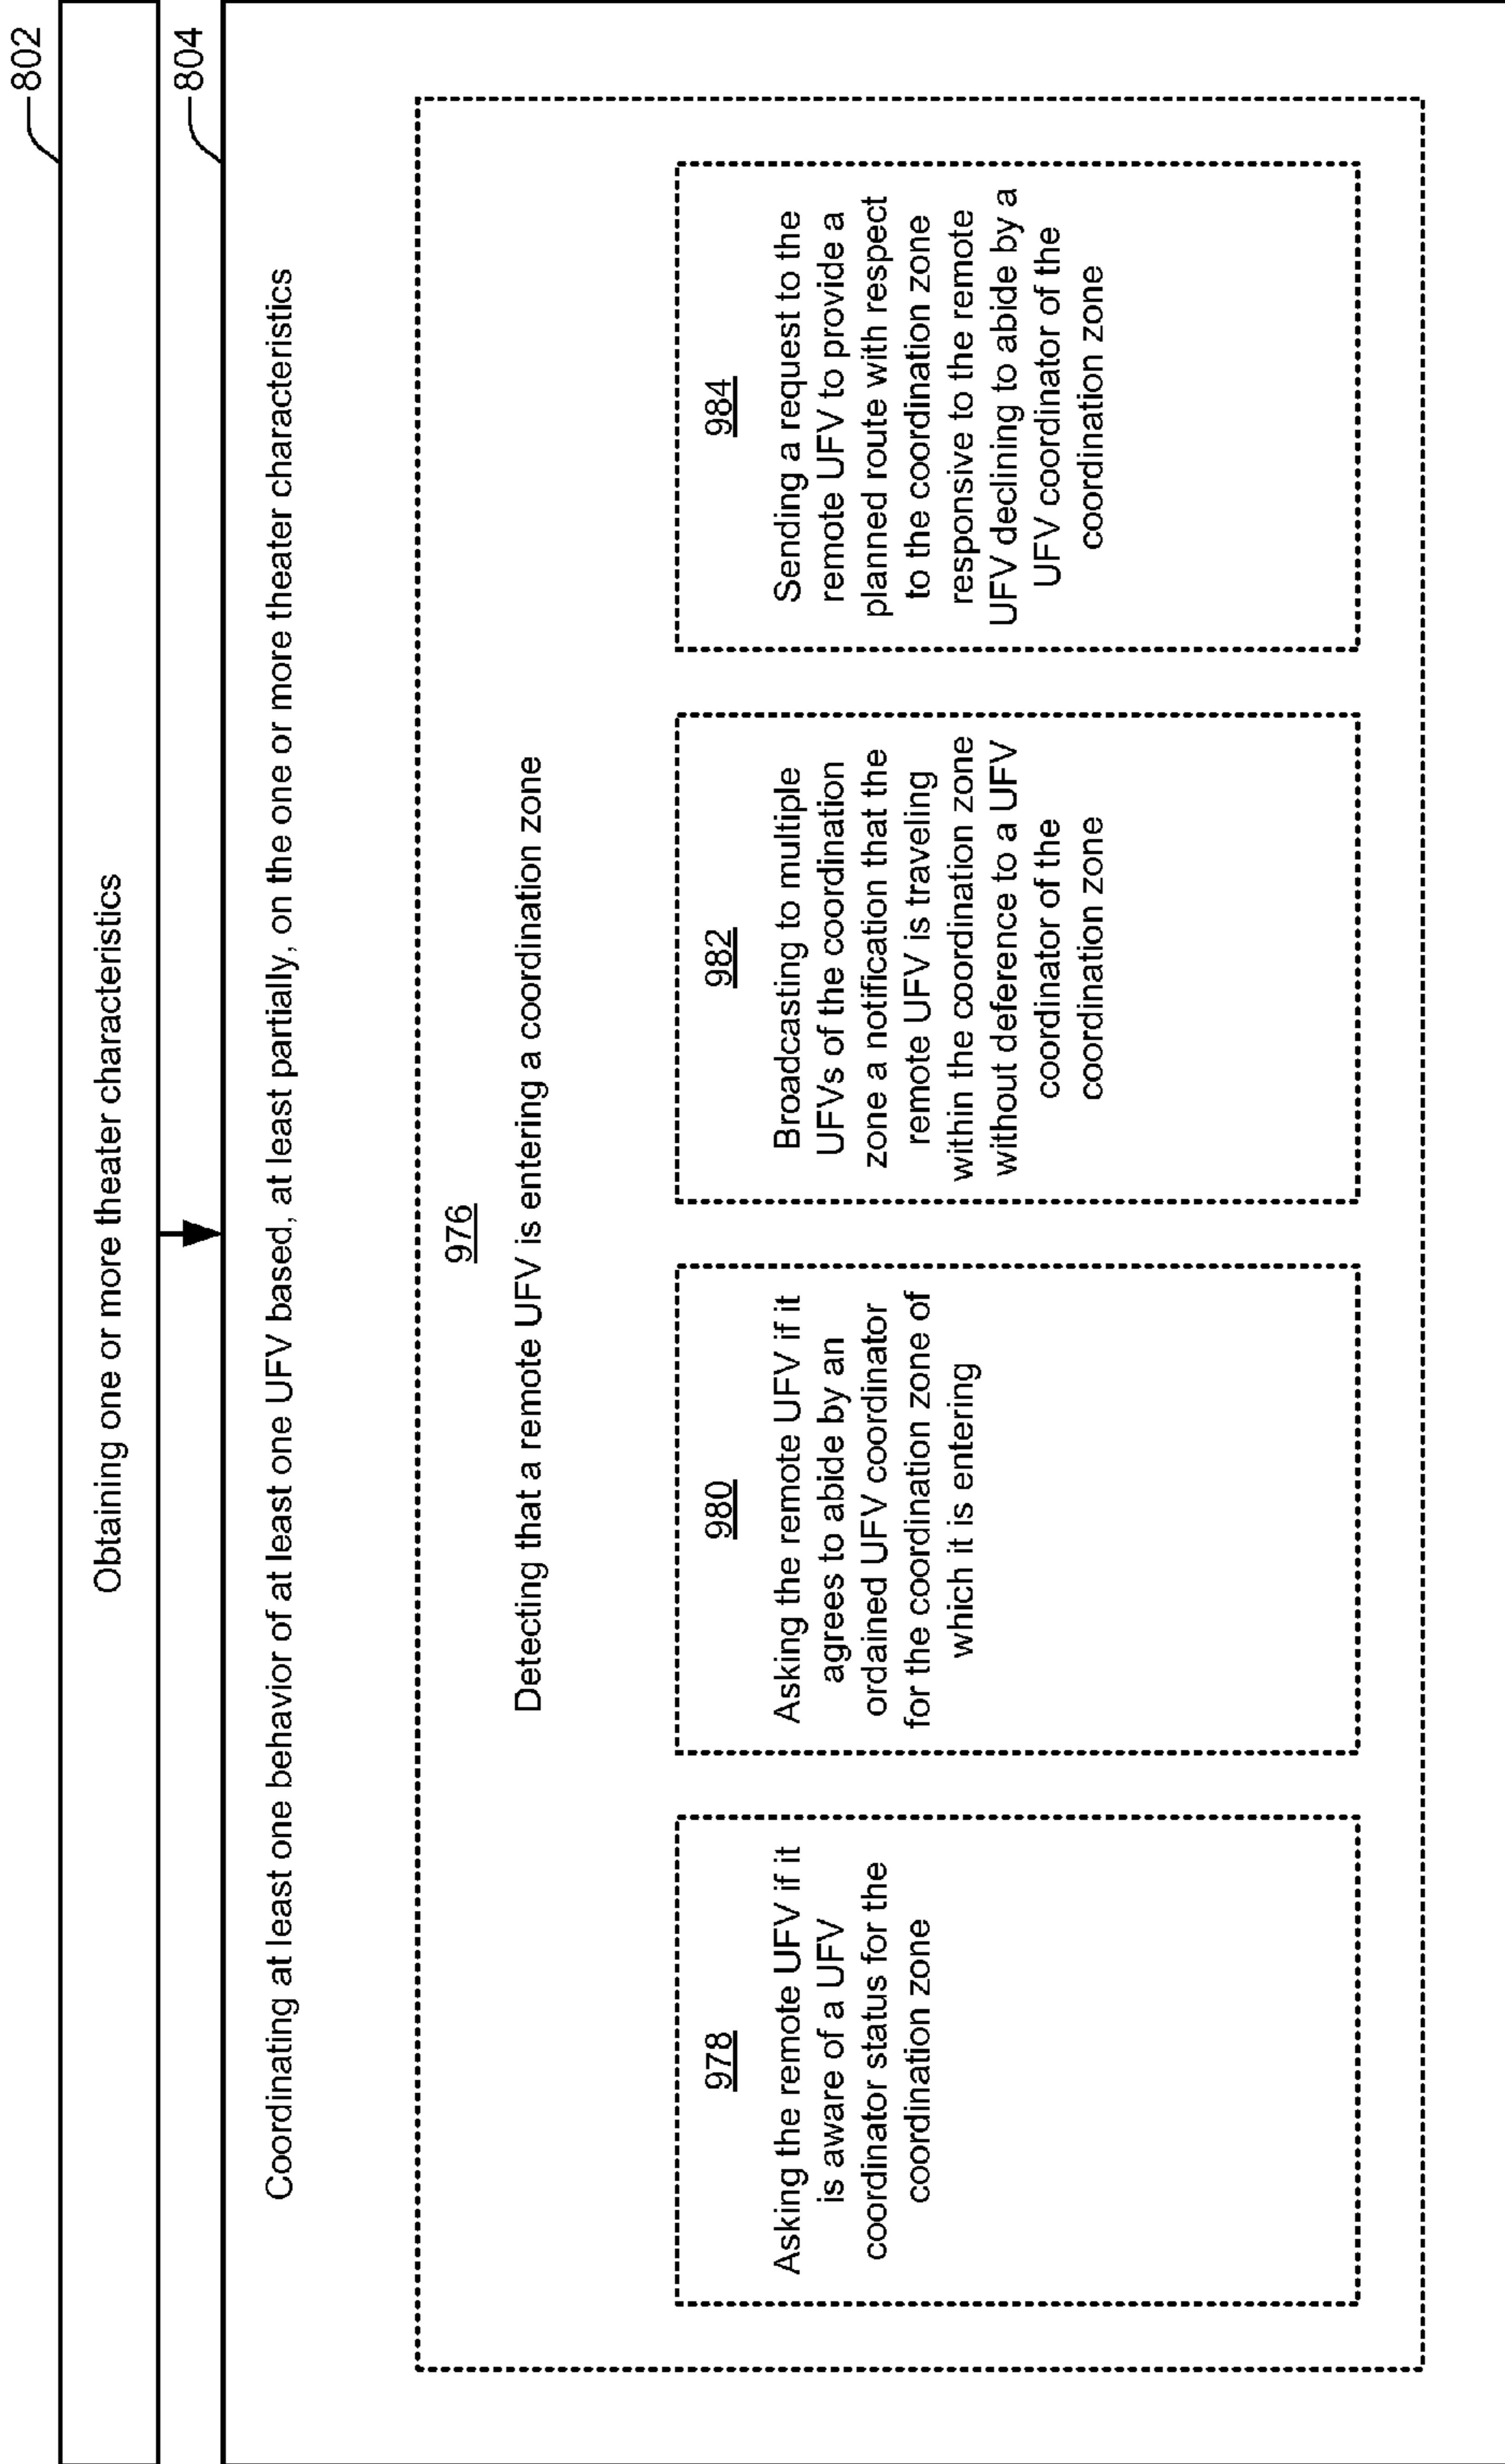 802
Obtaining one or more theater characteristics
804
Coordinating at least one behavior of at least one UFV based, at least partially, on the one or more theater characteristics
976
Detecting that a remote UFV is entering a coordination zone
978
Asking the remote UFV if it
is aware of a UFV
coordinator status for the
coordination zone
980
Asking the remote UFV if it
agrees to abide by an
ordained UFV coordinator
for the coordination zone of
which it is entering
982
Broadcasting to multiple
UFVs of the coordination
zone a notification that the
remote UFV is traveling
within the coordination zone
without deference to a UFV
coordinator of the
coordination zone
984
Sending a request to the
remote UFV to provide a
planned route with respect
to the coordination zone
responsive to the remote
UFV declining to abide by a
UFV coordinator of the
coordination zone